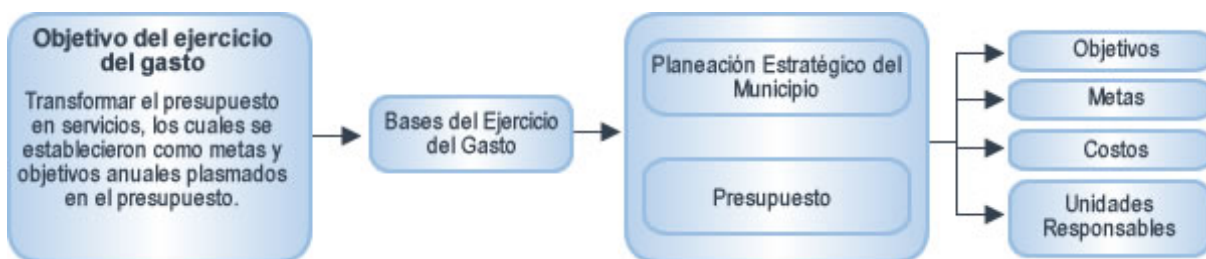 Objetivo del ejercicio
del gasto
Transformar el presupuesto
en servicios, los cuales se
establecieron como metas y
objetivos anuales plasmados
en el presupuesto.
Bases del Ejercicio
del Gasto
Planeación Estratégico del
Municipio
Presupuesto
Objetivos
Metas
Costos
Unidades
Responsables